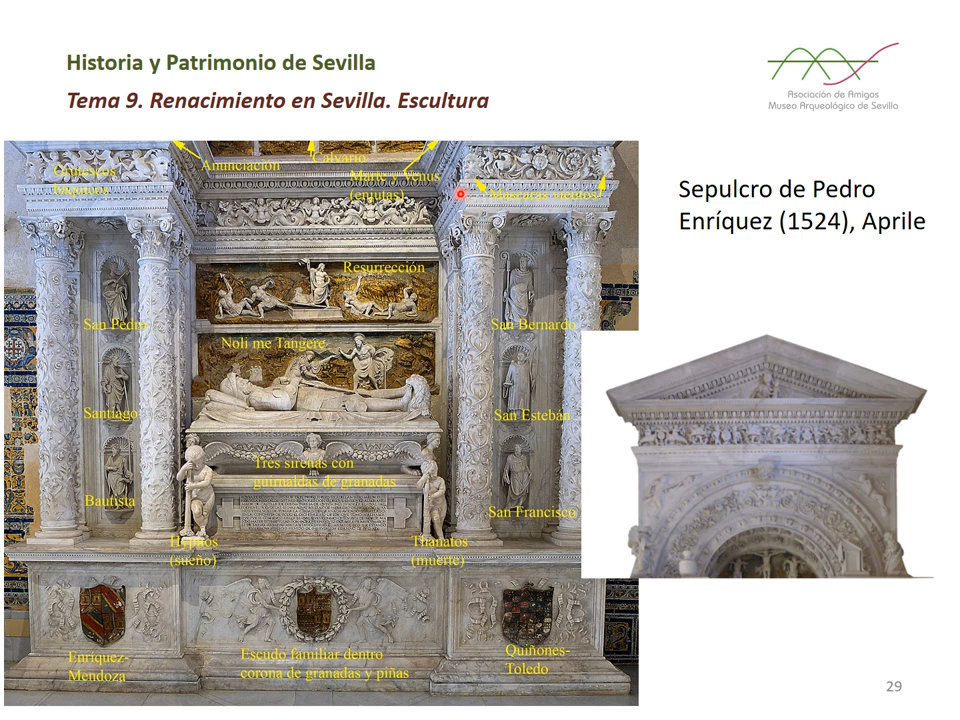 Historia y Patrimonio de Sevilla
Tema 9. Renacimiento en Sevilla. Escultura
Asociación de Amigos
Museo Arqueológico de Sevilla
Sepulcro de Pedro
Enríquez (1524), Aprile
Anunciación
Calvario
Grutescos
Marte y Venus
(enjutas)
Resurrección
San Pedro
San Bernardo
Noli me Tangere
Santiago
San Esteban
Tres sirenas con
guirnaldas de granadas
Bautista
San Francisco
Hypnos
(sueño)
Thanatos
(muerte)
Enríquez-
Mendoza
Escudo familiar dentro
corona de granadas y piñas
Quiñones-
Toledo
29